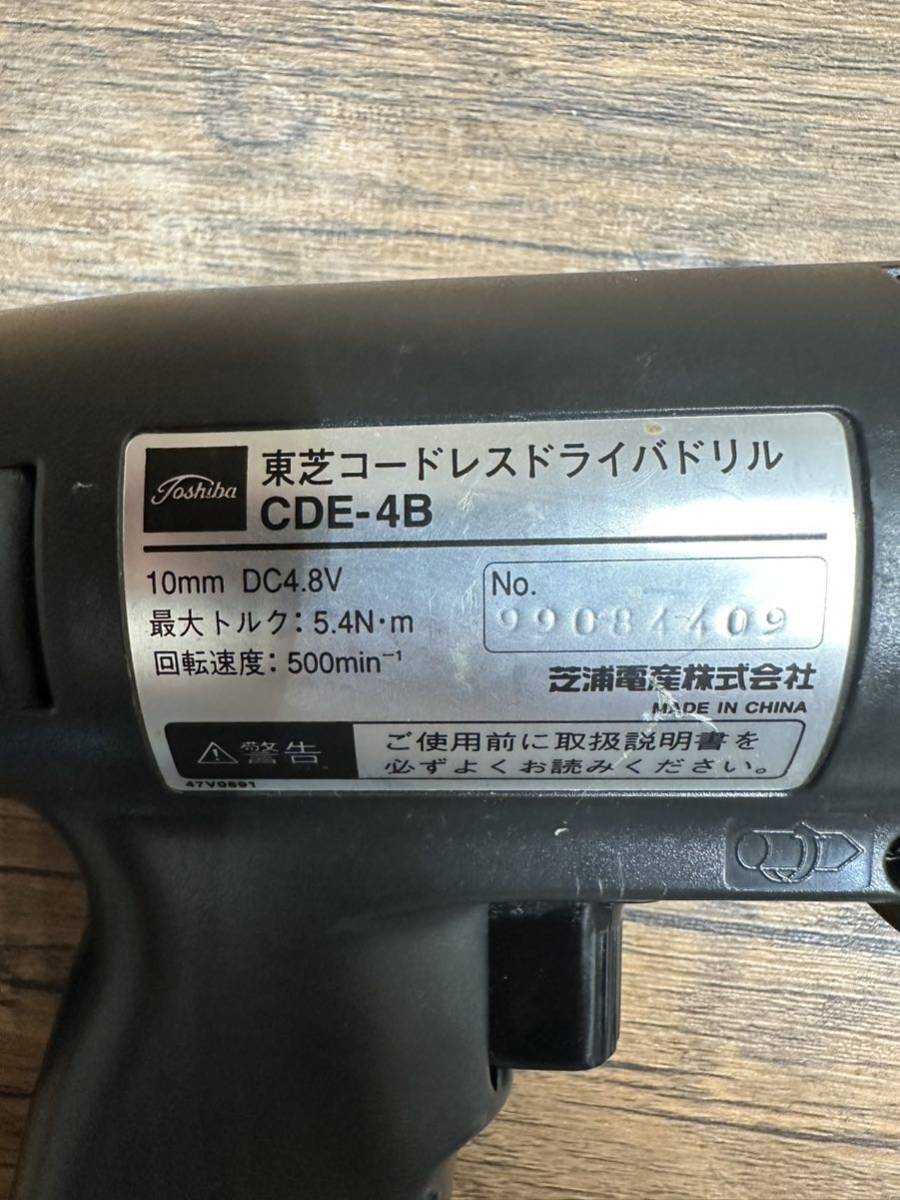 Toshiba
東芝コードレスドライバドリル
CDE-4B
10mm DC4.8V
最大トルク：5.4N・m
回転速度：500min⁻¹
No.
99084409
芝浦電産株式会社
MADE IN CHINA
⚠警告
ご使用前に取扱説明書を
必ずよくお読みください。
47V0891